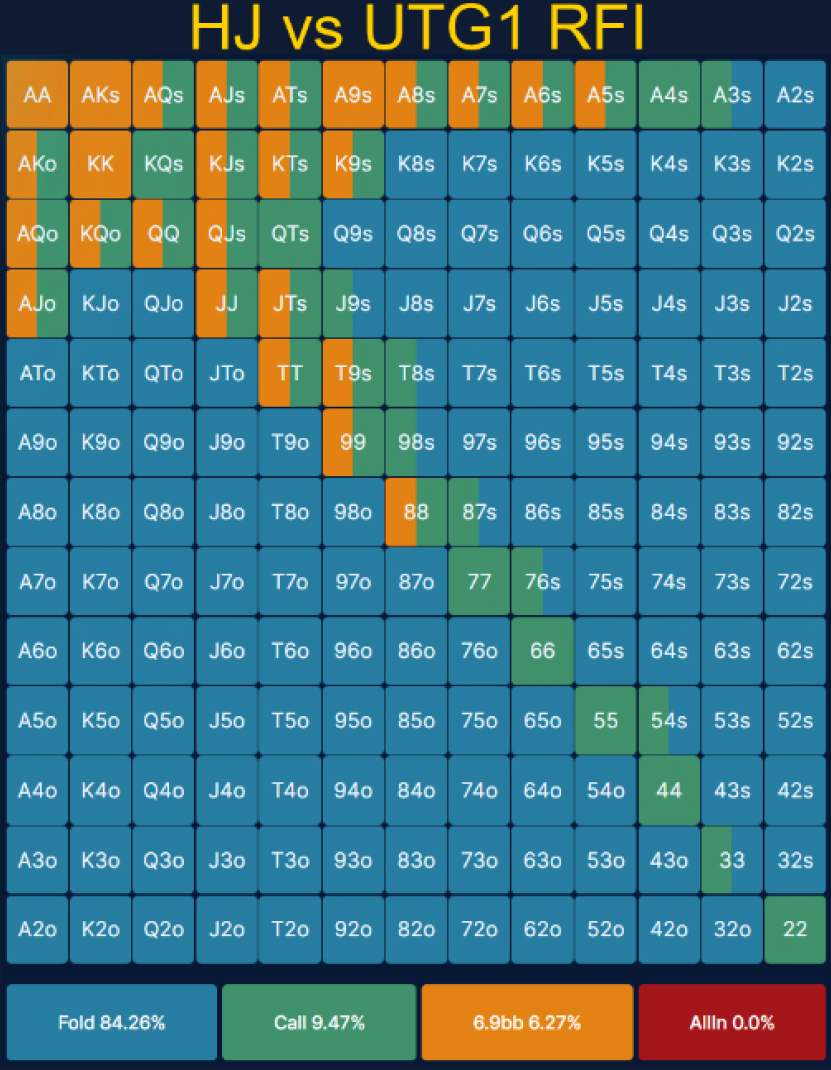 HJ vs UTG1 RFI
AA AKs AQs AJs ATs A9s A8s A7s A6s A5s A4s A3s A2s
AKo KK KQs KJs KTs K9s K8s K7s K6s K5s K4s K3s K2s
AQo KQo QQ QJs QTs Q9s Q8s Q7s Q6s Q5s Q4s Q3s Q2s
AJo KJo QJo JJ JTs J9s J8s J7s J6s J5s J4s J3s J2s
ATo KTo QTo JTo TT T9s T8s T7s T6s T5s T4s T3s T2s
A9o K9o Q9o J9o T9o 99 98s 97s 96s 95s 94s 93s 92s
A8o K8o Q8o J8o T8o 98o 88 87s 86s 85s 84s 83s 82s
A7o K7o Q7o J7o T7o 97o 87o 77 76s 75s 74s 73s 72s
A6o K6o Q6o J6o T6o 96o 86o 76o 66 65s 64s 63s 62s
A5o K5o Q5o J5o T5o 95o 85o 75o 65o 55 54s 53s 52s
A4o K4o Q4o J4o T4o 94o 84o 74o 64o 54o 44 43s 42s
A3o K3o Q3o J3o T3o 93o 83o 73o 63o 53o 43o 33 32s
A2o K2o Q2o J2o T2o 92o 82o 72o 62o 52o 42o 32o 22
Fold 84.26% Call 9.47% 6.9bb 6.27% AllIn 0.0%